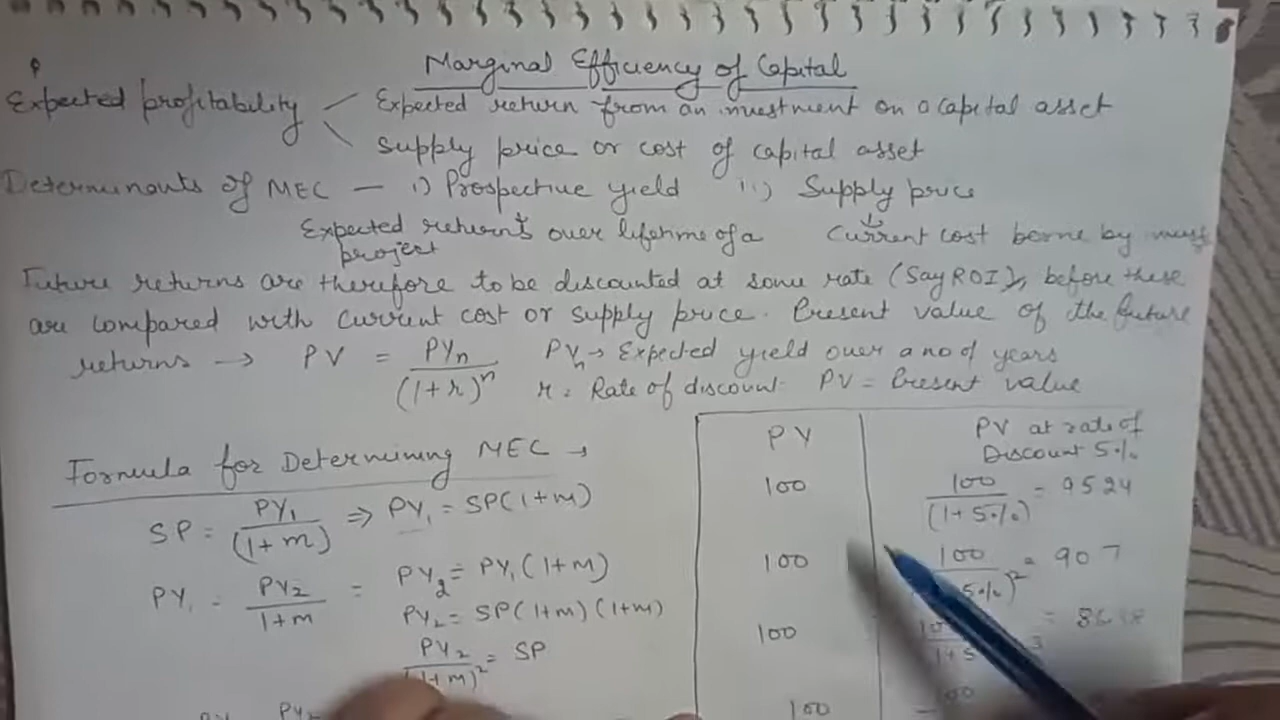 Marginal Efficiency of Capital
Expected profitability
Expected return from an investment on a capital asset
Supply price or cost of capital asset
Determinants of MEC — i) Prospective yield ii) Supply price
Expected returns over lifetime of a project
Current cost borne by
Future returns are therefore to be discounted at some rate (Say ROI), before these
are compared with current cost or supply price. Present value of the future
returns → PV = PYn / (1+r)^n PYn → Expected yield over a no of years
r = Rate of discount PV = Present value
Formula for Determining MEC →
SP = PY1 / (1+m) ⇒ PY1 = SP(1+m)
PY1 = PY2 / 1+m = PY2 = PY1(1+m)
PY2 = SP(1+m)(1+m)
PY2 / (1+m)^2 = SP
PY PV at rate of Discount 5%
100 100 / (1+5%) = 9524
100 100 / 5%)^2 = 907
100
100